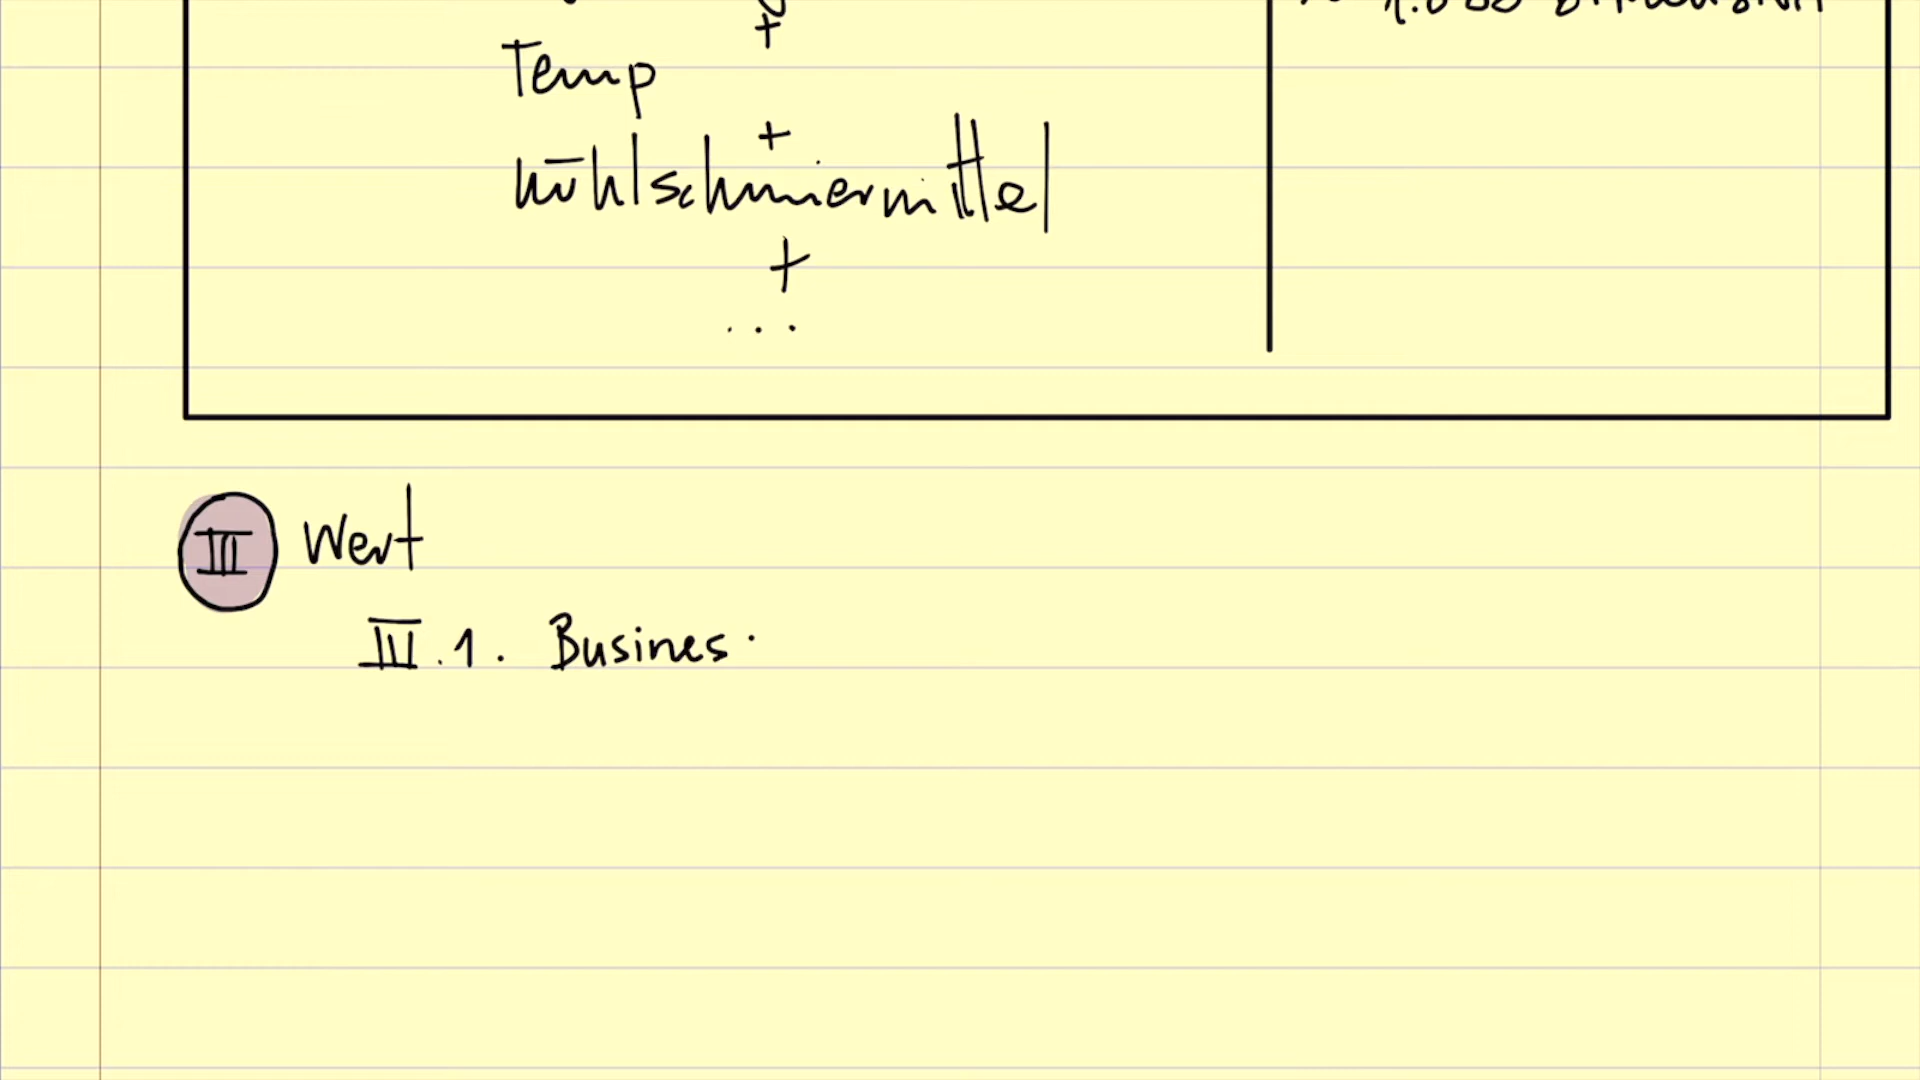 +
Temp
+
Kühlschmiermittel
+
...
III Wert
III.1. Busines